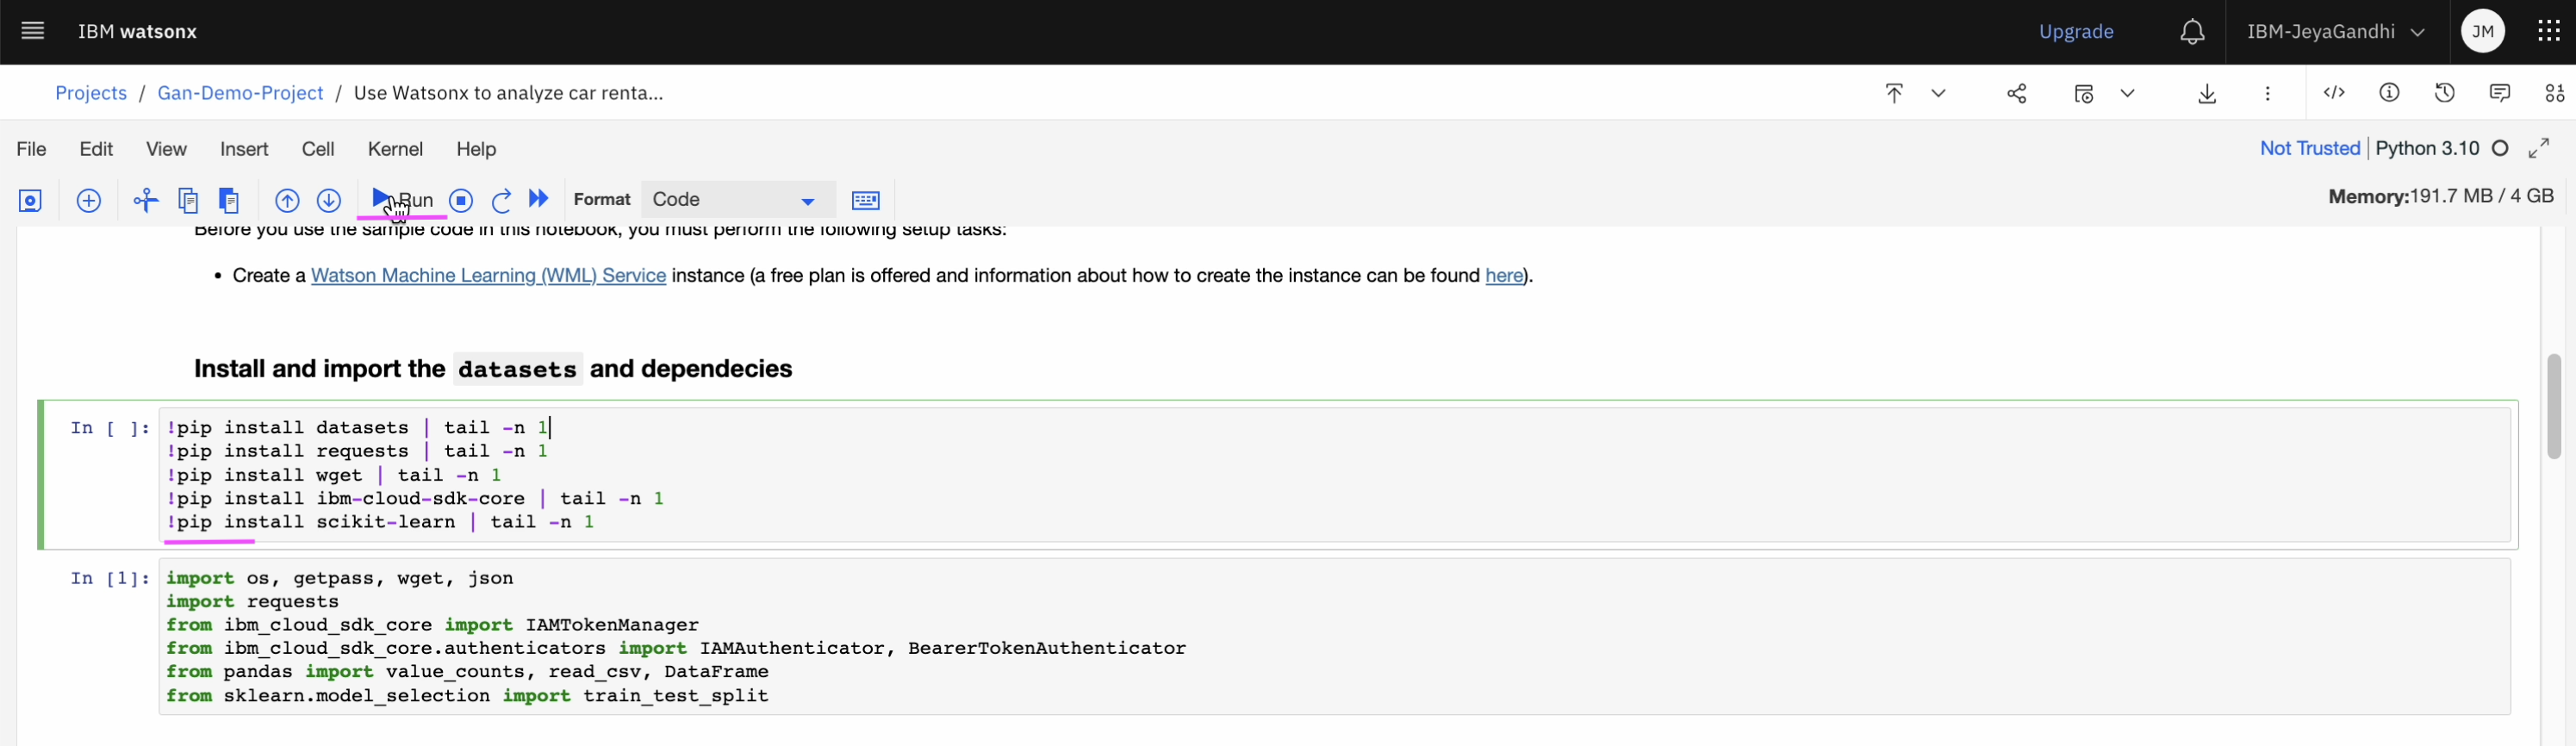 IBM watsonx
Upgrade
IBM-JeyaGandhi
JM
Projects / Gan-Demo-Project / Use Watsonx to analyze car renta...
File Edit View Insert Cell Kernel Help
Not Trusted Python 3.10
Run
Format
Code
Memory:191.7 MB / 4 GB
Before you use the sample code in this notebook, you must perform the following setup tasks:
• Create a Watson Machine Learning (WML) Service instance (a free plan is offered and information about how to create the instance can be found here).
Install and import the datasets and dependecies
In [ ]: !pip install datasets | tail -n 1
!pip install requests | tail -n 1
!pip install wget | tail -n 1
!pip install ibm-cloud-sdk-core | tail -n 1
!pip install scikit-learn | tail -n 1
In [1]: import os, getpass, wget, json
import requests
from ibm_cloud_sdk_core import IAMTokenManager
from ibm_cloud_sdk_core.authenticators import IAMAuthenticator, BearerTokenAuthenticator
from pandas import value_counts, read_csv, DataFrame
from sklearn.model_selection import train_test_split